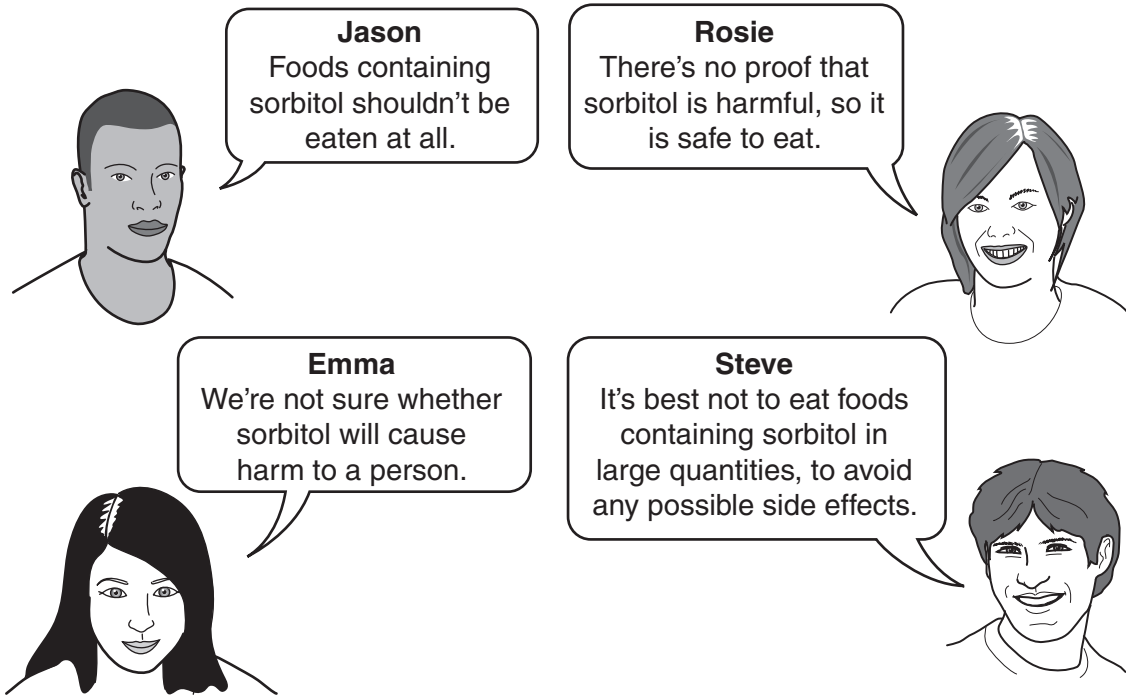 Jason
Foods containing
sorbitol shouldn't be
eaten at all.
Rosie
There's no proof that
sorbitol is harmful, so it
is safe to eat.
Emma
We're not sure whether
sorbitol will cause
harm to a person.
Steve
It's best not to eat foods
containing sorbitol in
large quantities, to avoid
any possible side effects.